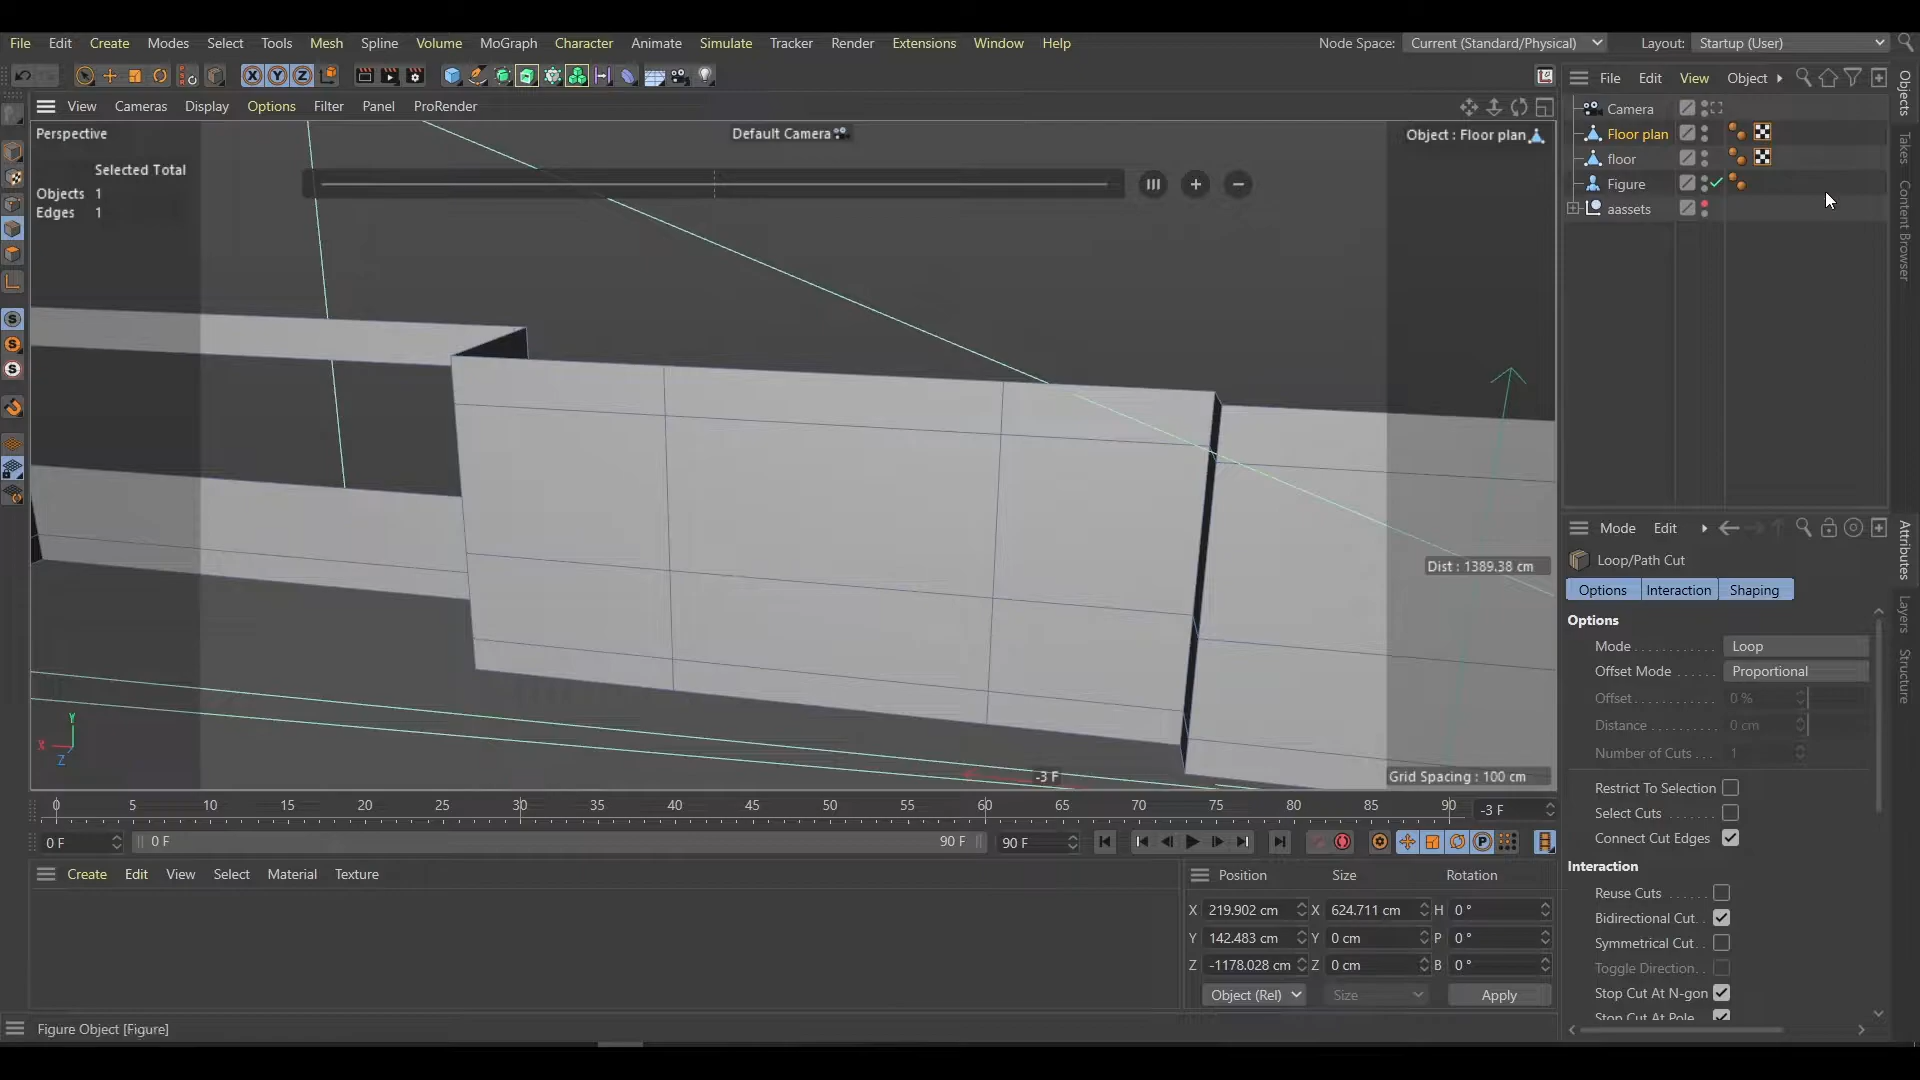 File Edit Create Modes Select Tools Mesh Spline Volume MoGraph Character Animate Simulate Tracker Render Extensions Window Help Node Space: Current (Standard/Physical) Layout: Startup (User)
X Y Z
View Cameras Display Options Filter Panel ProRender
File Edit View Object
Perspective Default Camera Object : Floor plan
Selected Total
Objects 1
Edges 1
Camera
Floor plan
floor
Figure
aassets
Objects
Takes
Content Browser
S
S
S
Dist : 1389.38 cm
Grid Spacing : 100 cm
-3 F
Y
X
Z
Mode Edit
Loop/Path Cut
Options Interaction Shaping
Options
Mode Loop
Offset Mode Proportional
Offset 0 %
Distance 0 cm
Number of Cuts 1
Restrict To Selection
Select Cuts
Connect Cut Edges
Interaction
Reuse Cuts
Bidirectional Cut
Symmetrical Cut
Toggle Direction
Stop Cut At N-gon
Stop Cut At Pole
Attributes
Layers
Structure
0 5 10 15 20 25 30 35 40 45 50 55 60 65 70 75 80 85 90 -3 F
0 F 0 F 90 F 90 F P
Create Edit View Select Material Texture
Position Size Rotation
X 219.902 cm X 624.711 cm H 0 °
Y 142.483 cm Y 0 cm P 0 °
Z -1178.028 cm Z 0 cm B 0 °
Object (Rel) Size Apply
Figure Object [Figure]